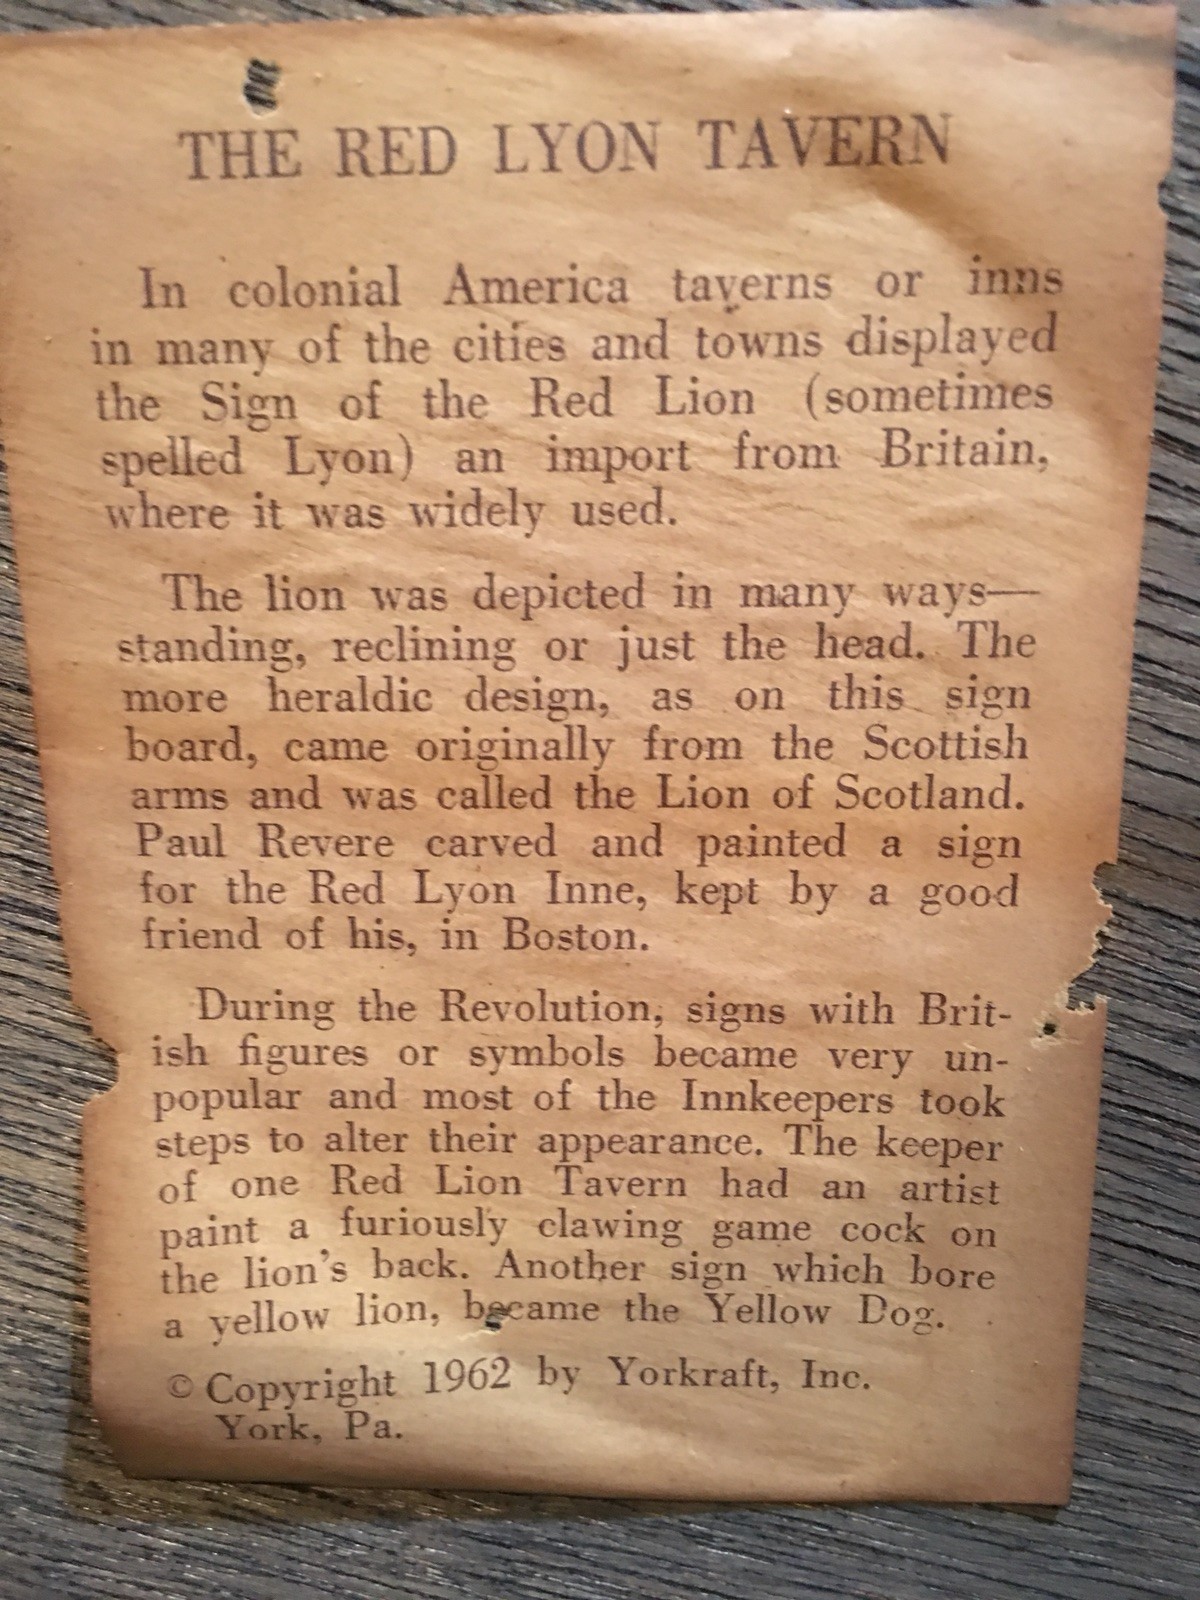 THE RED LYON TAVERN
In colonial America taverns or inns
in many of the cities and towns displayed
the Sign of the Red Lion (sometimes
spelled Lyon) an import from Britain,
where it was widely used.
The lion was depicted in many ways—
standing, reclining or just the head. The
more heraldic design, as on this sign
board, came originally from the Scottish
arms and was called the Lion of Scotland.
Paul Revere carved and painted a sign
for the Red Lyon Inne, kept by a good
friend of his, in Boston.
During the Revolution, signs with Brit-
ish figures or symbols became very un-
popular and most of the Innkeepers took
steps to alter their appearance. The keeper
of one Red Lion Tavern had an artist
paint a furiously clawing game cock on
the lion's back. Another sign which bore
a yellow lion, became the Yellow Dog.
© Copyright 1962 by Yorkraft, Inc.
York, Pa.